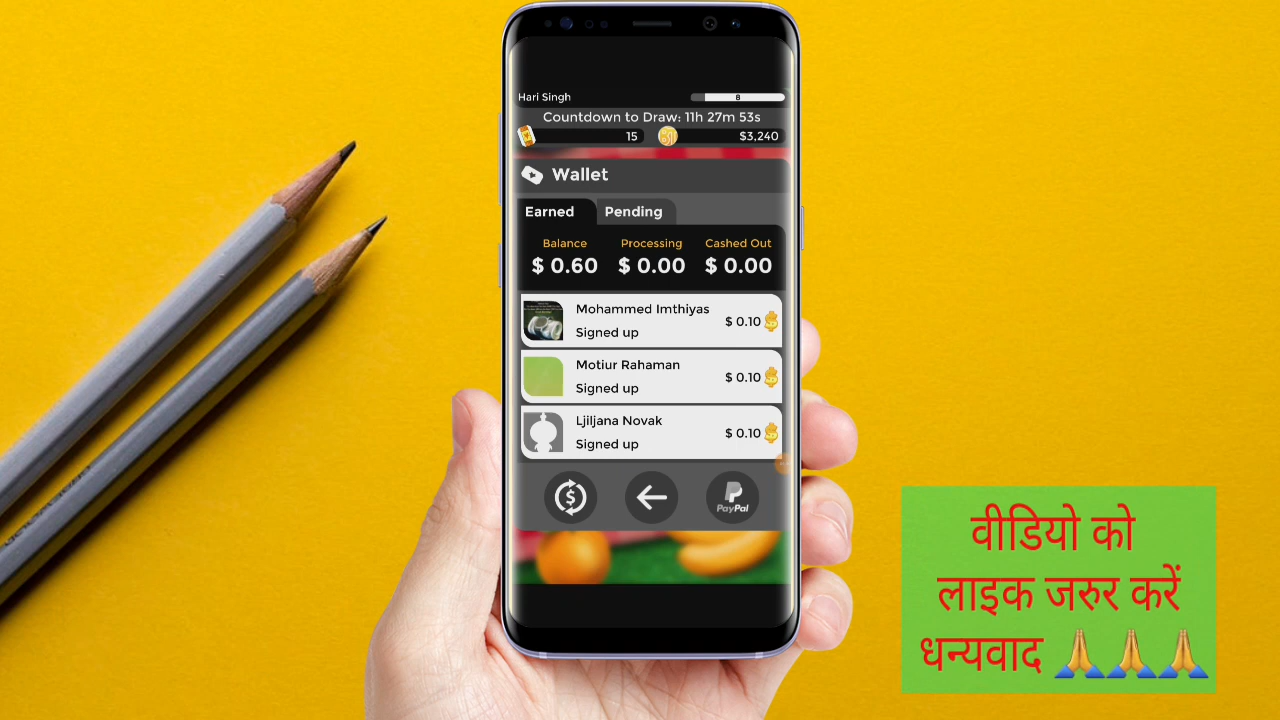 Hari Singh
8
Countdown to Draw: 11h 27m 53s
15
$3,240
Wallet
Earned
Pending
Balance
Processing
Cashed Out
$ 0.60
$ 0.00
$ 0.00
Mohammed Imthiyas
Signed up
$ 0.10
Motiur Rahaman
Signed up
$ 0.10
Ljiljana Novak
Signed up
$ 0.10
PayPal
वीडियो को
लाइक जरुर करें
धन्यवाद 🙏🙏🙏